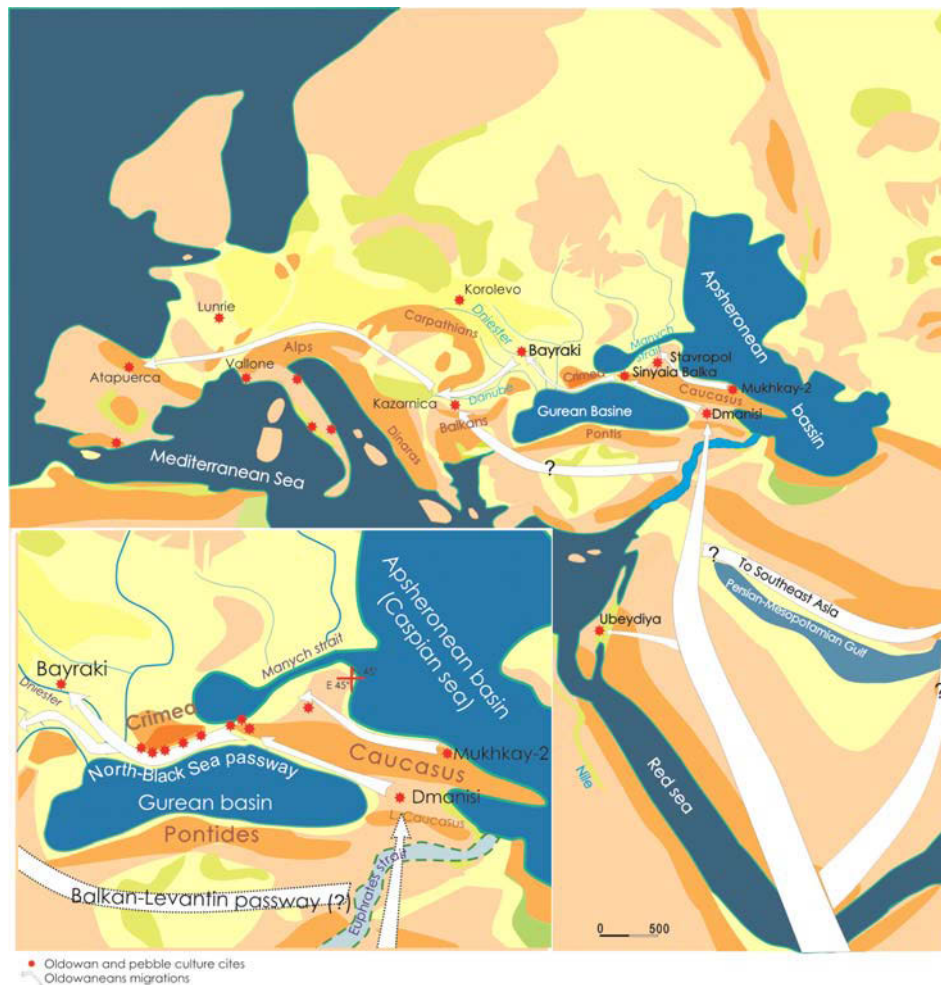 Lunrie
Korolevo
Dniester
Carpathians
Bayraki
Apsheronean
bassin
Manych
strait
Stavropol
Crimea
Sinyaia Balka
Mukhkay-2
Caucasus
Dmanisi
Atapuerca
Vallone
Alps
Kazarnica
Danube
Balkans
Dinaras
Gurean Basine
Pontis
?
Mediterranean Sea
?
To Southeast Asia
Persian-Mesopotamian Gulf
?
Ubeydiya
Nile
Red sea
0 500
Apsheronean basin
(Caspian sea)
Manych strait
E 45°
45°
Bayraki
Dniester
Crimea
North-Black Sea passway
Caucasus
Mukhkay-2
Gurean basin
Dmanisi
L. Caucasus
Pontides
Euphrates strait
Balkan-Levantin passway (?)
Oldowan and pebble culture cites
Oldowaneans migrations